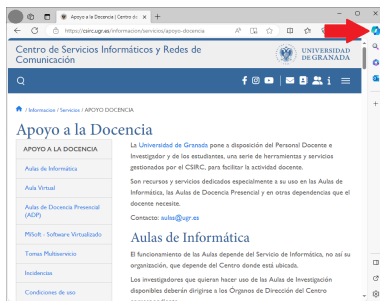 Apoyo a la Docencia | Centro de
https://csirc.ugr.es/informacion/servicios/apoyos-docencia
Centro de Servicios Informáticos y Redes de
Comunicación
UNIVERSIDAD
DE GRANADA
/ Informacion / Servicios / APOYO DOCENCIA
Apoyo a la Docencia
APOYO A LA DOCENCIA
Aulas de Informática
Aula Virtual
Aulas de Docencia Presencial
(ADP)
MiSoft - Software Virtualizado
Tomas Multiservicio
Incidencias
Condiciones de uso
La Universidad de Granada pone a disposición del Personal Docente e
Investigador y de los estudiantes, una serie de herramientas y servicios
gestionados por el CSIRC, para facilitar la actividad docente.
Son recursos y servicios dedicados especialmente a su uso en las Aulas de
Informática, las Aulas de Docencia Presencial y en otras dependencias que el
docente necesite.
Contacto: aulas@ugr.es
Aulas de Informática
El funcionamiento de las Aulas depende del Servicio de Informática, no así su
organización, que depende del Centro donde está ubicada.
Los investigadores que quieran hacer uso de las Aulas de Investigación
disponibles deberán dirigirse a los Órganos de Dirección del Centro